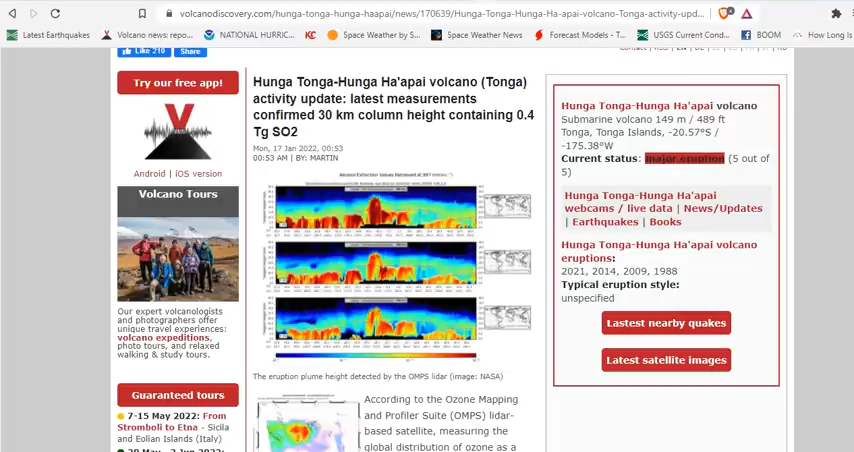 volcanodiscovery.com/hunga-tonga-hunga-haapai/news/170639/Hunga-Tonga-Hunga-Ha-apai-volcano-Tonga-activity-upd...
Latest Earthquakes
Volcano news: repo...
NATIONAL HURRIC...
KC
Space Weather by S...
Space Weather News
Forecast Models - T...
USGS Current Cond...
BOOM
How Long Is
Like 210
Share
Try our free app!
Android | iOS version
Volcano Tours
Our expert volcanologists
and photographers offer
unique travel experiences:
volcano expeditions,
photo tours, and relaxed
walking & study tours.
Guaranteed tours
7-15 May 2022: From
Stromboli to Etna - Sicila
and Eolian Islands (Italy)
Hunga Tonga-Hunga Ha'apai volcano (Tonga)
activity update: latest measurements
confirmed 30 km column height containing 0.4
Tg SO2
Mon, 17 Jan 2022, 00:53
00:53 AM | BY: MARTIN
The eruption plume height detected by the OMPS lidar (image: NASA)
According to the Ozone Mapping
and Profiler Suite (OMPS) lidar-
based satellite, measuring the
global distribution of ozone as a
Hunga Tonga-Hunga Ha'apai volcano
Submarine volcano 149 m / 489 ft
Tonga, Tonga Islands, -20.57°S /
-175.38°W
Current status: major eruption (5 out of
5)
Hunga Tonga-Hunga Ha'apai
webcams / live data | News/Updates
| Earthquakes | Books
Hunga Tonga-Hunga Ha'apai volcano
eruptions:
2021, 2014, 2009, 1988
Typical eruption style:
unspecified
Lastest nearby quakes
Latest satellite images